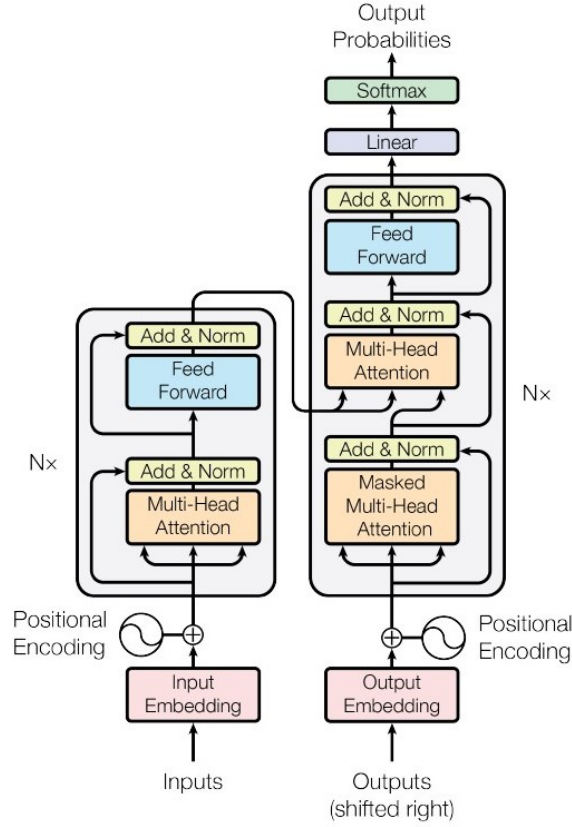 Output
Probabilities
Softmax
Linear
Add & Norm
Feed
Forward
Add & Norm
Multi-Head
Attention
Add & Norm
Masked
Multi-Head
Attention
N×
Add & Norm
Feed
Forward
Add & Norm
Multi-Head
Attention
N×
Positional
Encoding
Positional
Encoding
Input
Embedding
Output
Embedding
Inputs
Outputs
(shifted right)